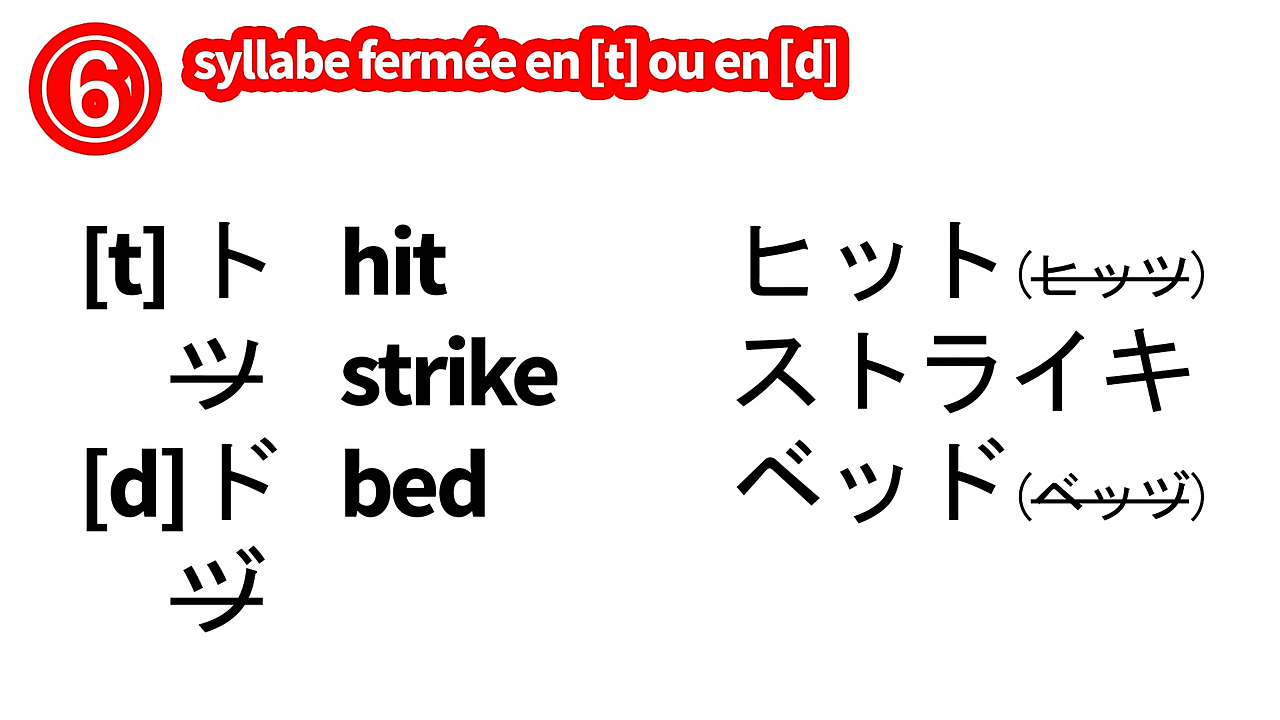 ⑥ syllabe fermée en [t] ou en [d]
[t] ト hit ヒット (ヒッツ)
ツ strike ストライキ
[d] ド bed ベッド (ベッヅ)
ヅ